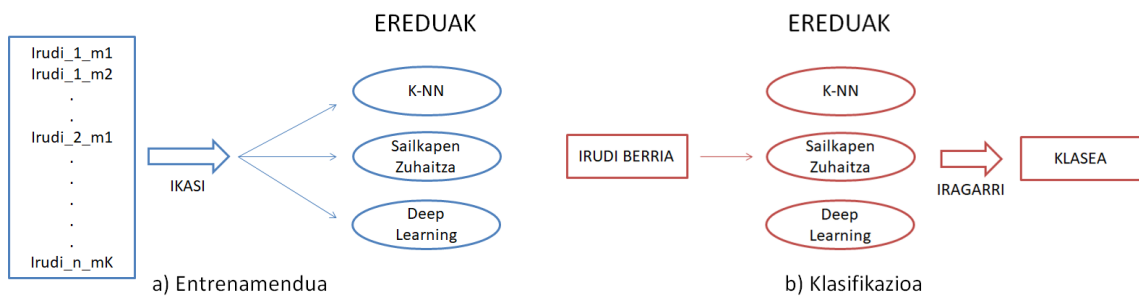 EREDUAK
Irudi_1_m1
Irudi_1_m2
.
.
Irudi_2_m1
.
.
.
.
.
Irudi_n_mK
IKASI
K-NN
Sailkapen
Zuhaitza
Deep
Learning
a) Entrenamendua
EREDUAK
IRUDI BERRIA
K-NN
Sailkapen
Zuhaitza
Deep
Learning
IRAGARRI
KLASEA
b) Klasifikazioa